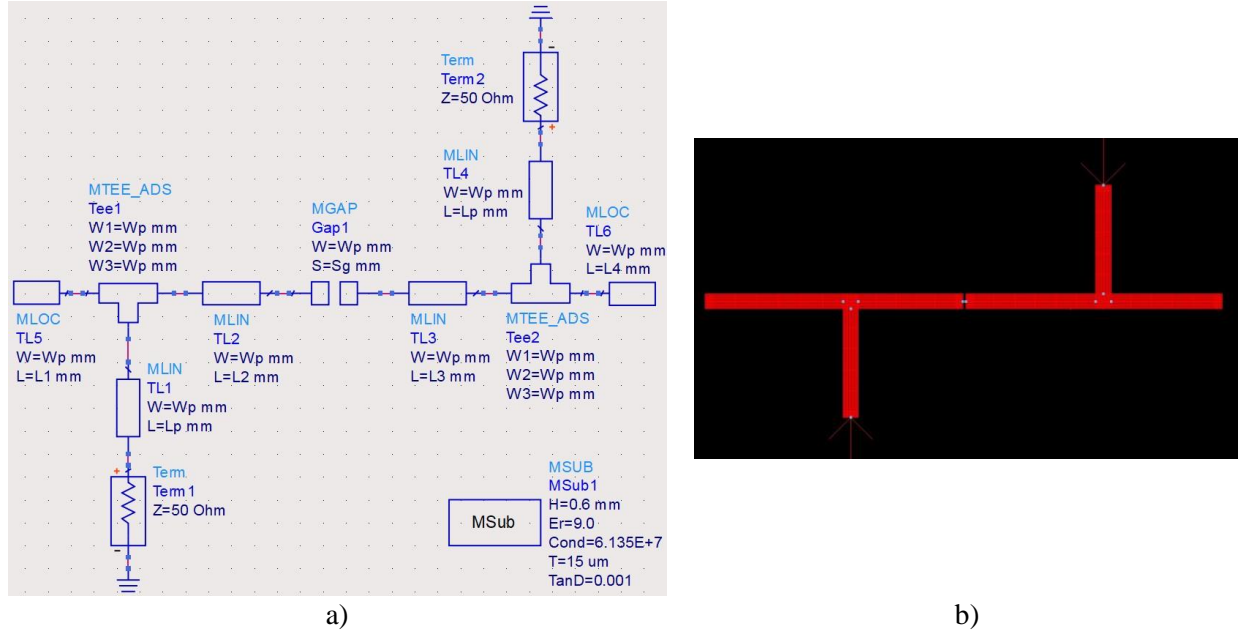 Term
Term2
Z=50 Ohm
-
+
MLIN
TL4
W=Wp mm
L=Lp mm
MTEE_ADS
Tee1
W1=Wp mm
W2=Wp mm
W3=Wp mm
MGAP
Gap1
W=Wp mm
S=Sg mm
MLOC
TL6
W=Wp mm
L=L4 mm
MLOC
TL5
W=Wp mm
L=L1 mm
MLIN
TL2
W=Wp mm
L=L2 mm
MLIN
TL3
W=Wp mm
L=L3 mm
MTEE_ADS
Tee2
W1=Wp mm
W2=Wp mm
W3=Wp mm
MLIN
TL1
W=Wp mm
L=Lp mm
+
Term
Term1
Z=50 Ohm
-
MSub
MSUB
MSub1
H=0.6 mm
Er=9.0
Cond=6.135E+7
T=15 um
TanD=0.001
a)
b)